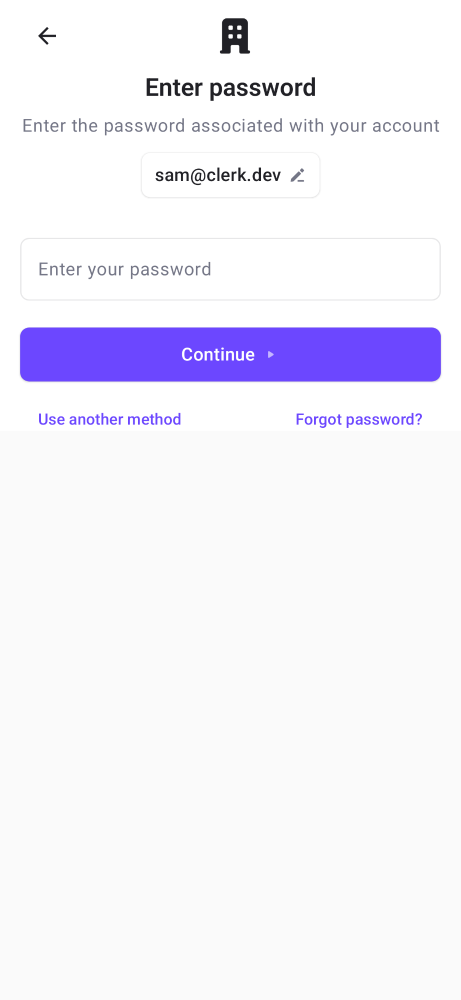 Enter password
Enter the password associated with your account
sam@clerk.dev
Enter your password
Continue
Use another method
Forgot password?